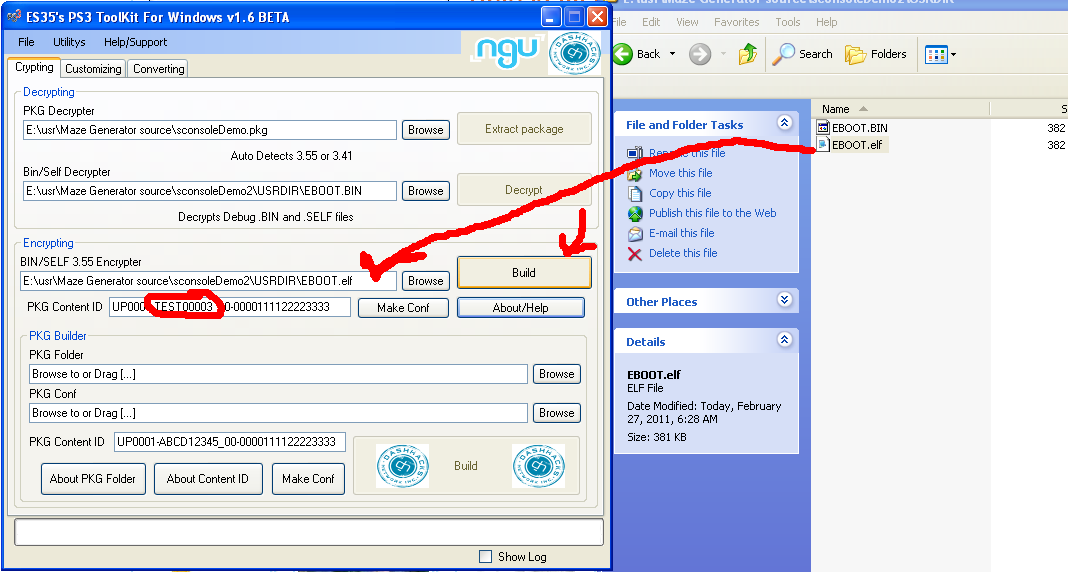 ES35's PS3 ToolKit For Windows v1.6 BETA
File Utilitys Help/Support
ngu
DASHHACKS
NETWORK INC.
Crypting Customizing Converting
Decrypting
PKG Decrypter
E:\usr\Maze Generator source\sconsoleDemo.pkg Browse Extract package
Auto Detects 3.55 or 3.41
Bin/Self Decrypter
E:\usr\Maze Generator source\sconsoleDemo2\USRDIR\EBOOT.BIN Browse Decrypt
Decrypts Debug .BIN and .SELF files
Encrypting
BIN/SELF 3.55 Encrypter
E:\usr\Maze Generator source\sconsoleDemo2\USRDIR\EBOOT.elf Browse Build
PKG Content ID UP000 TEST00003 00-0000111122223333 Make Conf About/Help
PKG Builder
PKG Folder
Browse to or Drag [...] Browse
PKG Conf
Browse to or Drag [...] Browse
PKG Content ID UP0001-ABCD12345_00-0000111122223333
DASHHACKS
NETWORK INC.
Build
DASHHACKS
NETWORK INC.
About PKG Folder About Content ID Make Conf
Show Log
File Edit View Favorites Tools Help
Back Search Folders
File and Folder Tasks
Rename this file
Move this file
Copy this file
Publish this file to the Web
E-mail this file
Delete this file
Other Places
Details
EBOOT.elf
ELF File
Date Modified: Today, February
27, 2011, 6:28 AM
Size: 381 KB
Name S
EBOOT.BIN 382
EBOOT.elf 382